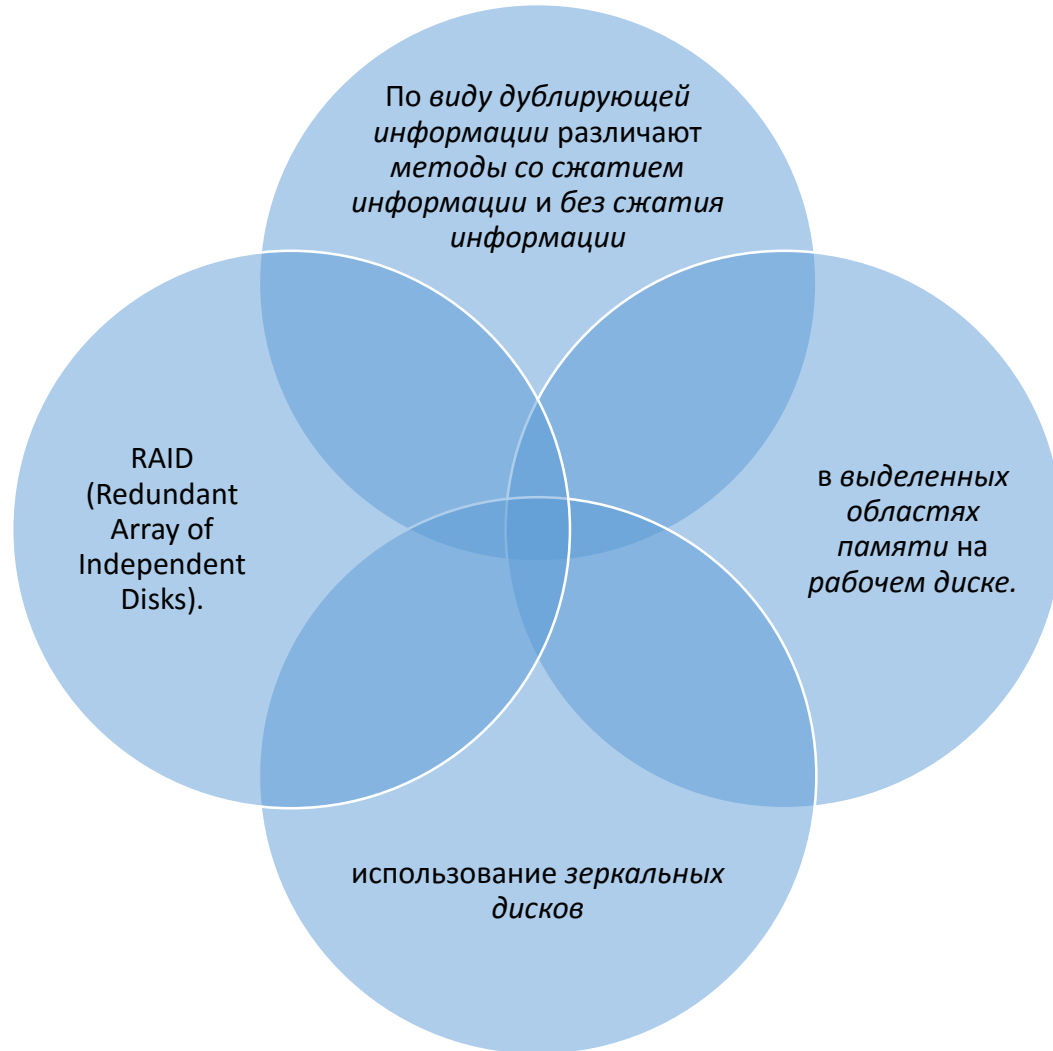 По виду дублирующей
информации различают
методы со сжатием
информации и без сжатия
информации
RAID
(Redundant
Array of
Independent
Disks).
в выделенных
областях
памяти на
рабочем диске.
использование зеркальных
дисков